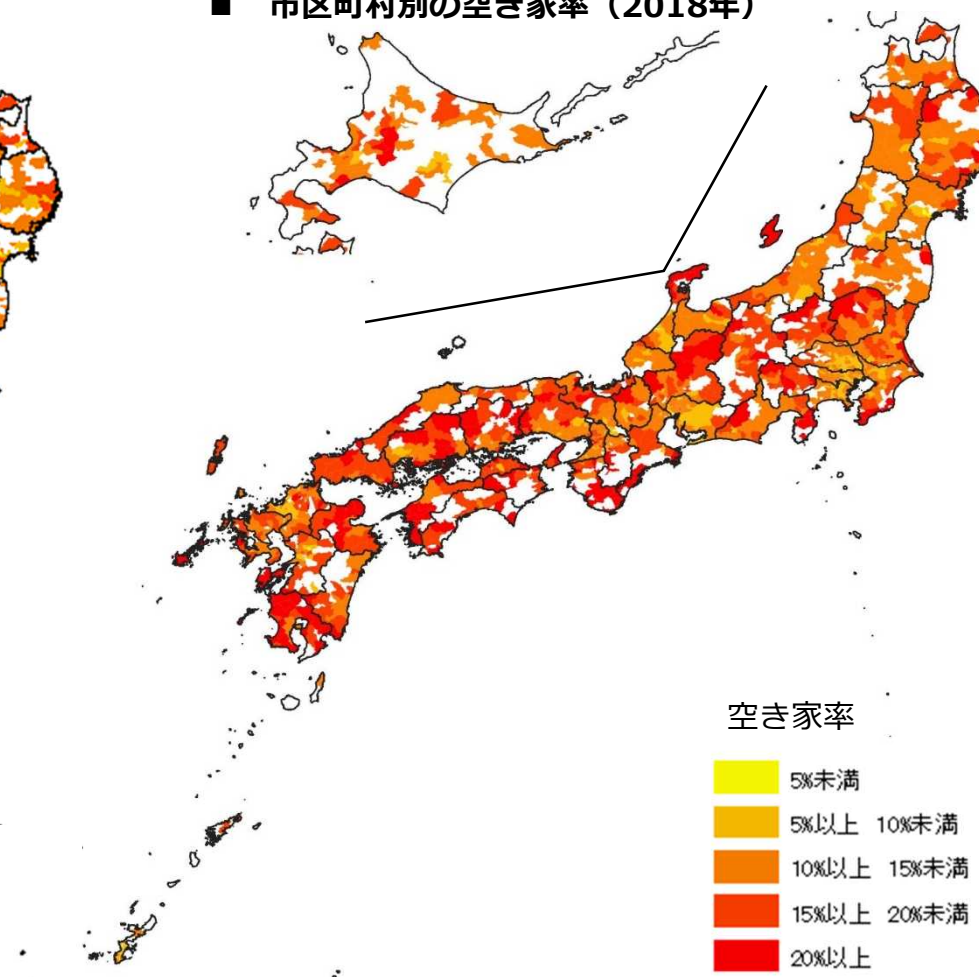 ■ 市区町村別の空き家率（2018年）
空き家率
5%未満
5%以上 10%未満
10%以上 15%未満
15%以上 20%未満
20%以上